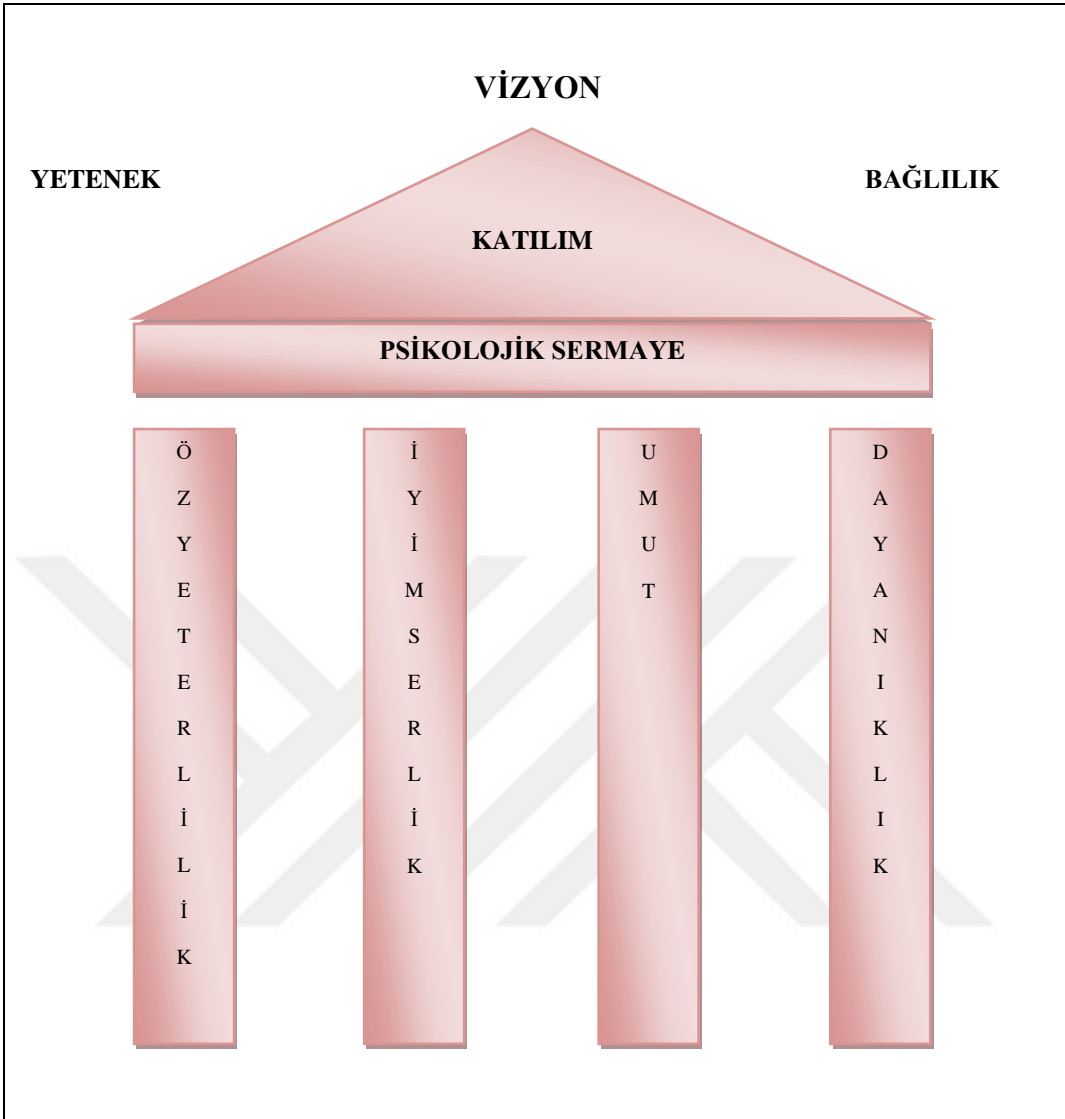 VİZYON
YETENEK
BAĞLILIK
KATILIM
PSİKOLOJİK SERMAYE
ÖZYETERLİLİK
İYİMSERLİK
UMUT
DAYANIKLIK